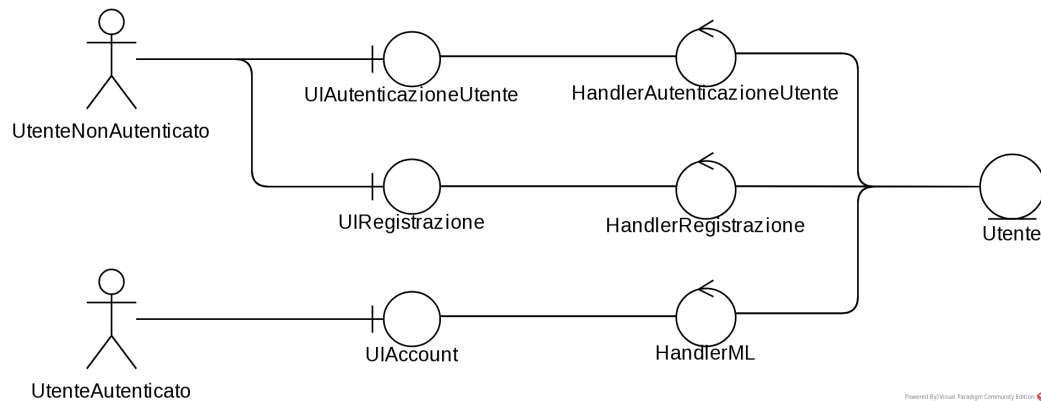 UIAutenticazioneUtente
HandlerAutenticazioneUtente
UtenteNonAutenticato
UIRegistrazione
HandlerRegistrazione
Utente
UIAccount
HandlerML
UtenteAutenticato
Powered By Visual Paradigm Community Edition